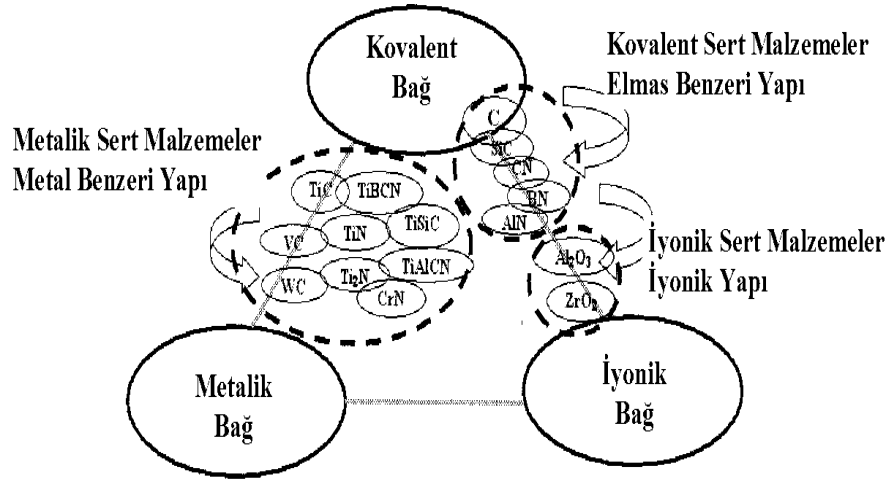 Kovalent
Bağ
Kovalent Sert Malzemeler
Elmas Benzeri Yapı
Metalik Sert Malzemeler
Metal Benzeri Yapı
C
SiC
CN
BN
AlN
TiC
TiBCN
VC
TiN
TiSiC
WC
Ti₂N
TiAlCN
CrN
İyonik Sert Malzemeler
İyonik Yapı
Al₂O₃
ZrO₂
Metalik
Bağ
İyonik
Bağ